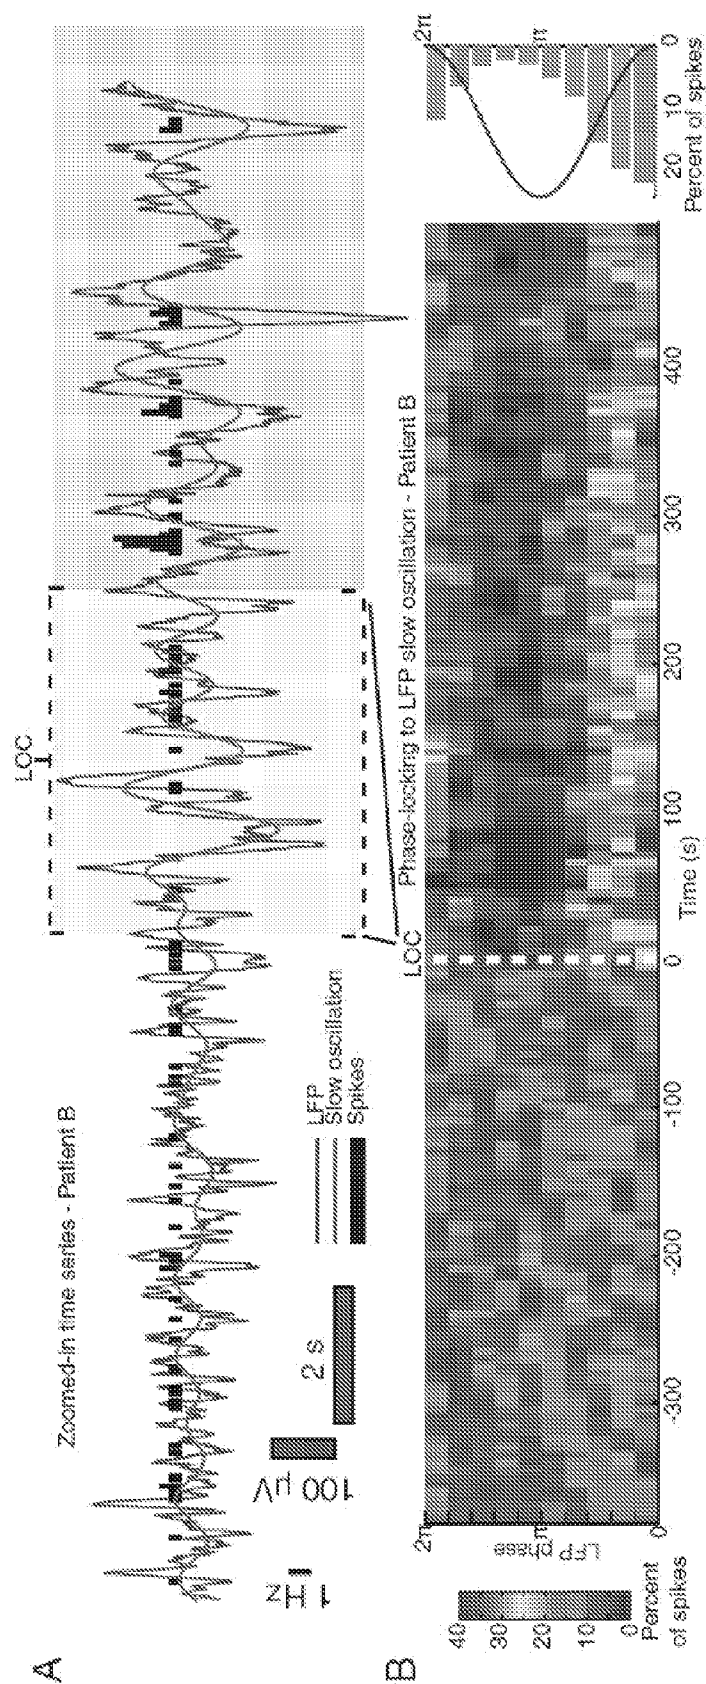 A
Zoomed-in time series - Patient B
LOC
1 Hz
100 µV
2 s
LFP
Slow oscillation
Spikes
B
Phase-locking to LFP slow oscillation - Patient B
LOC
40
30
20
10
0
Percent
of spikes
2π
π
0
LFP phase
-300
-200
-100
0
100
200
300
400
Time (s)
2π
π
20
10
0
Percent of spikes